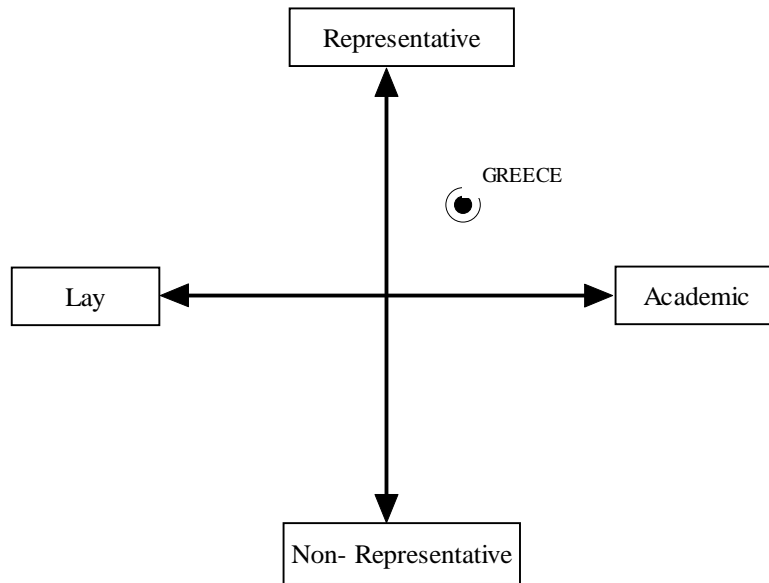 Representative
GREECE
Lay
Academic
Non- Representative